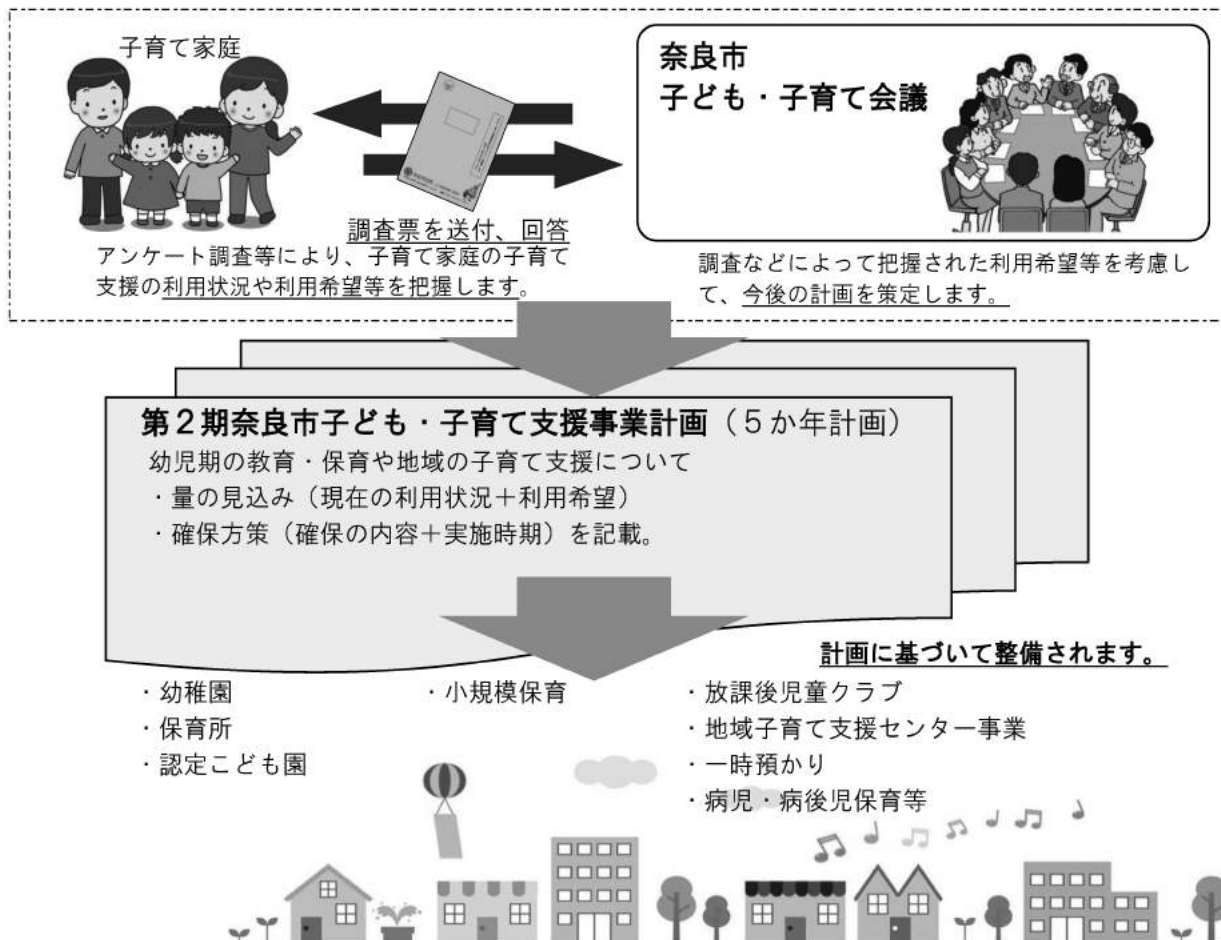 子育て家庭
奈良市
子ども・子育て会議
調査票を送付、回答
アンケート調査等により、子育て家庭の子育て
支援の利用状況や利用希望等を把握します。
調査などによって把握された利用希望等を考慮し
て、今後の計画を策定します。
第２期奈良市子ども・子育て支援事業計画（５か年計画）
幼児期の教育・保育や地域の子育て支援について
・量の見込み（現在の利用状況＋利用希望）
・確保方策（確保の内容＋実施時期）を記載。
計画に基づいて整備されます。
・幼稚園
・保育所
・認定こども園
・小規模保育
・放課後児童クラブ
・地域子育て支援センター事業
・一時預かり
・病児・病後児保育等